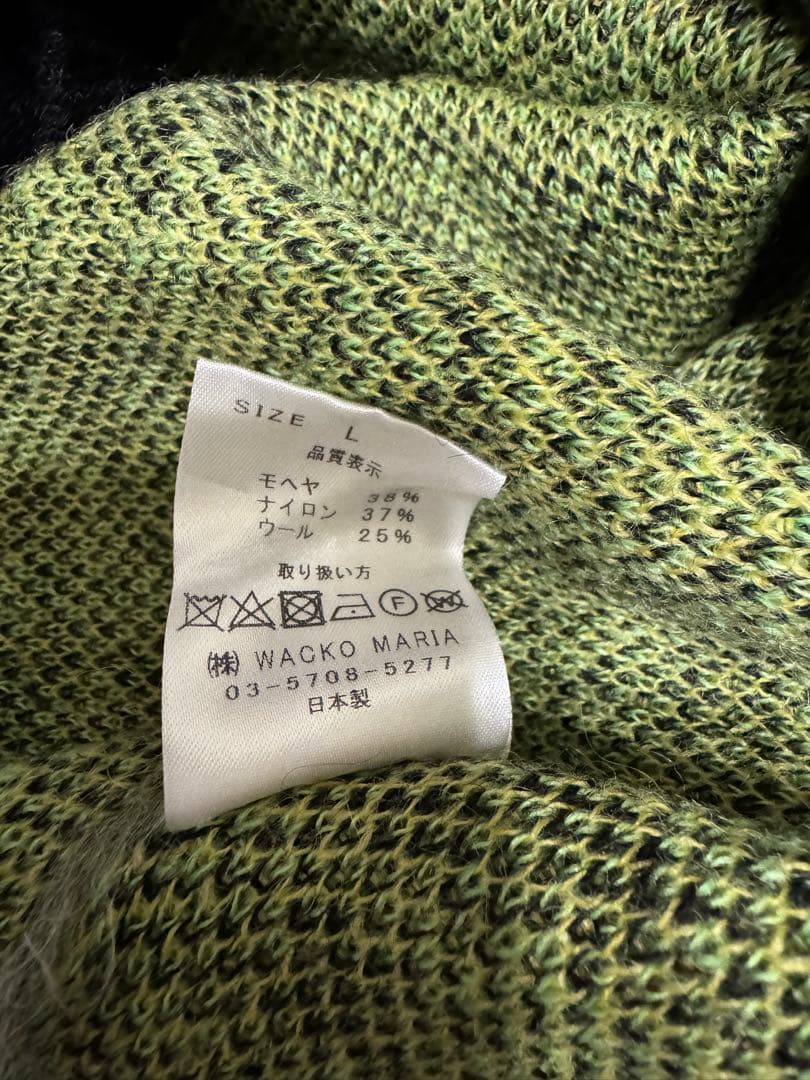 SIZE L
品質表示
モヘヤ 38%
ナイロン 37%
ウール 25%
取り扱い方
F W
㈱ WACKO MARIA
03-5708-5277
日本製